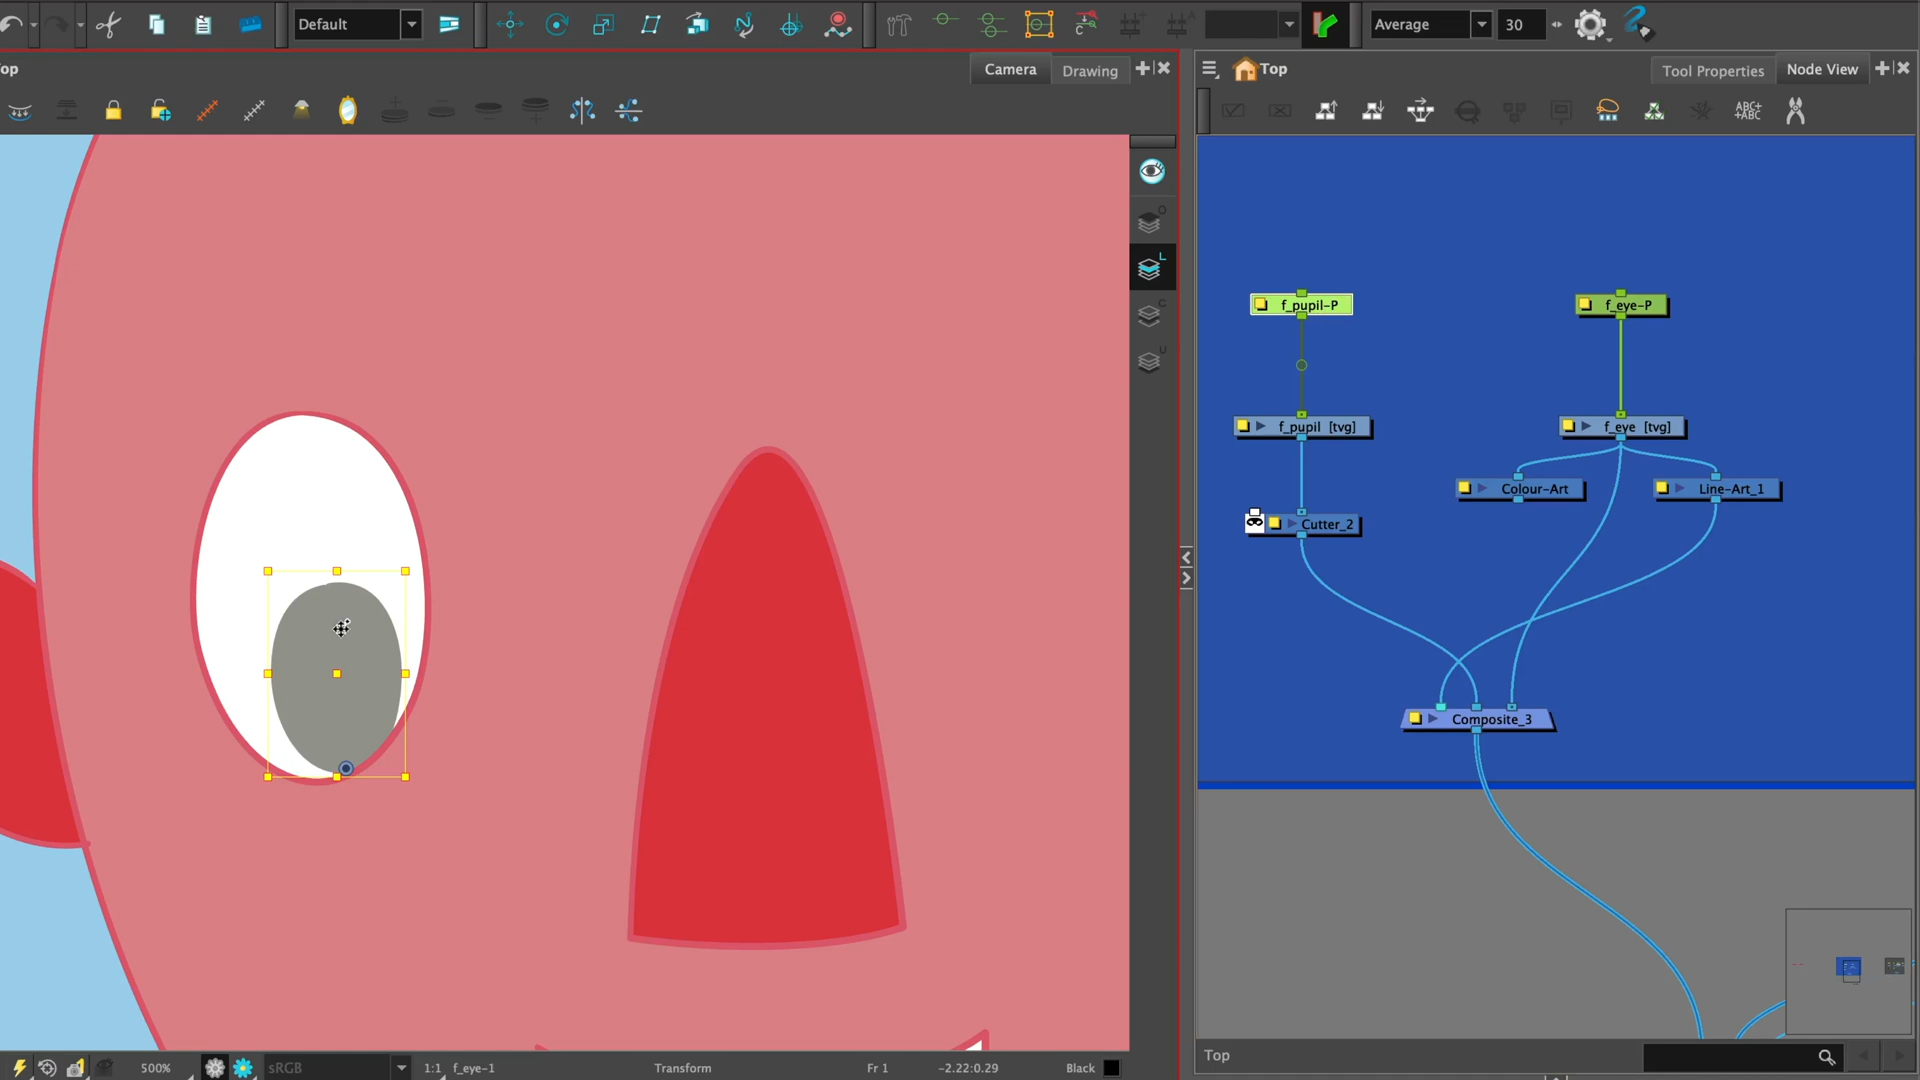 Default
Average
30
op
Camera
Drawing
Top
Tool Properties
Node View
ABC+
+ABC
O
L
C
U
f_pupil-P
f_eye-P
f_pupil [tvg]
f_eye [tvg]
Colour-Art
Line-Art_1
Cutter_2
Composite_3
Top
500%
sRGB
1:1
f_eye-1
Transform
Fr 1
-2.22:0.29
Black